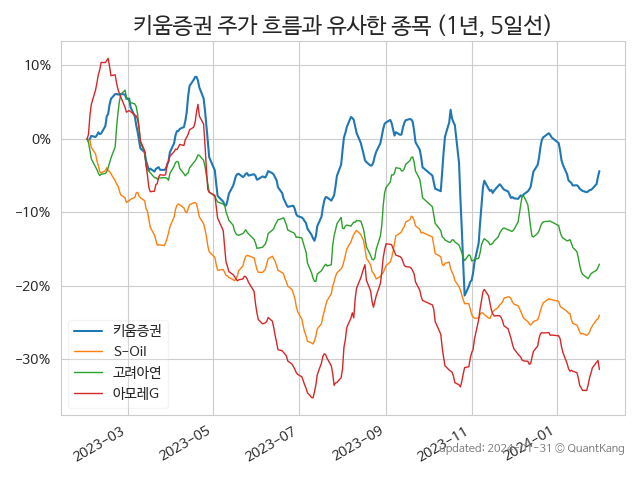 키움증권 주가 흐름과 유사한 종목 (1년, 5일선)
10%
0%
-10%
-20%
-30%
키움증권
S-Oil
고려아연
아모레G
2023-03
2023-05
2023-07
2023-09
2023-11
2024-01
updated: 2024-01-31 © QuantKang